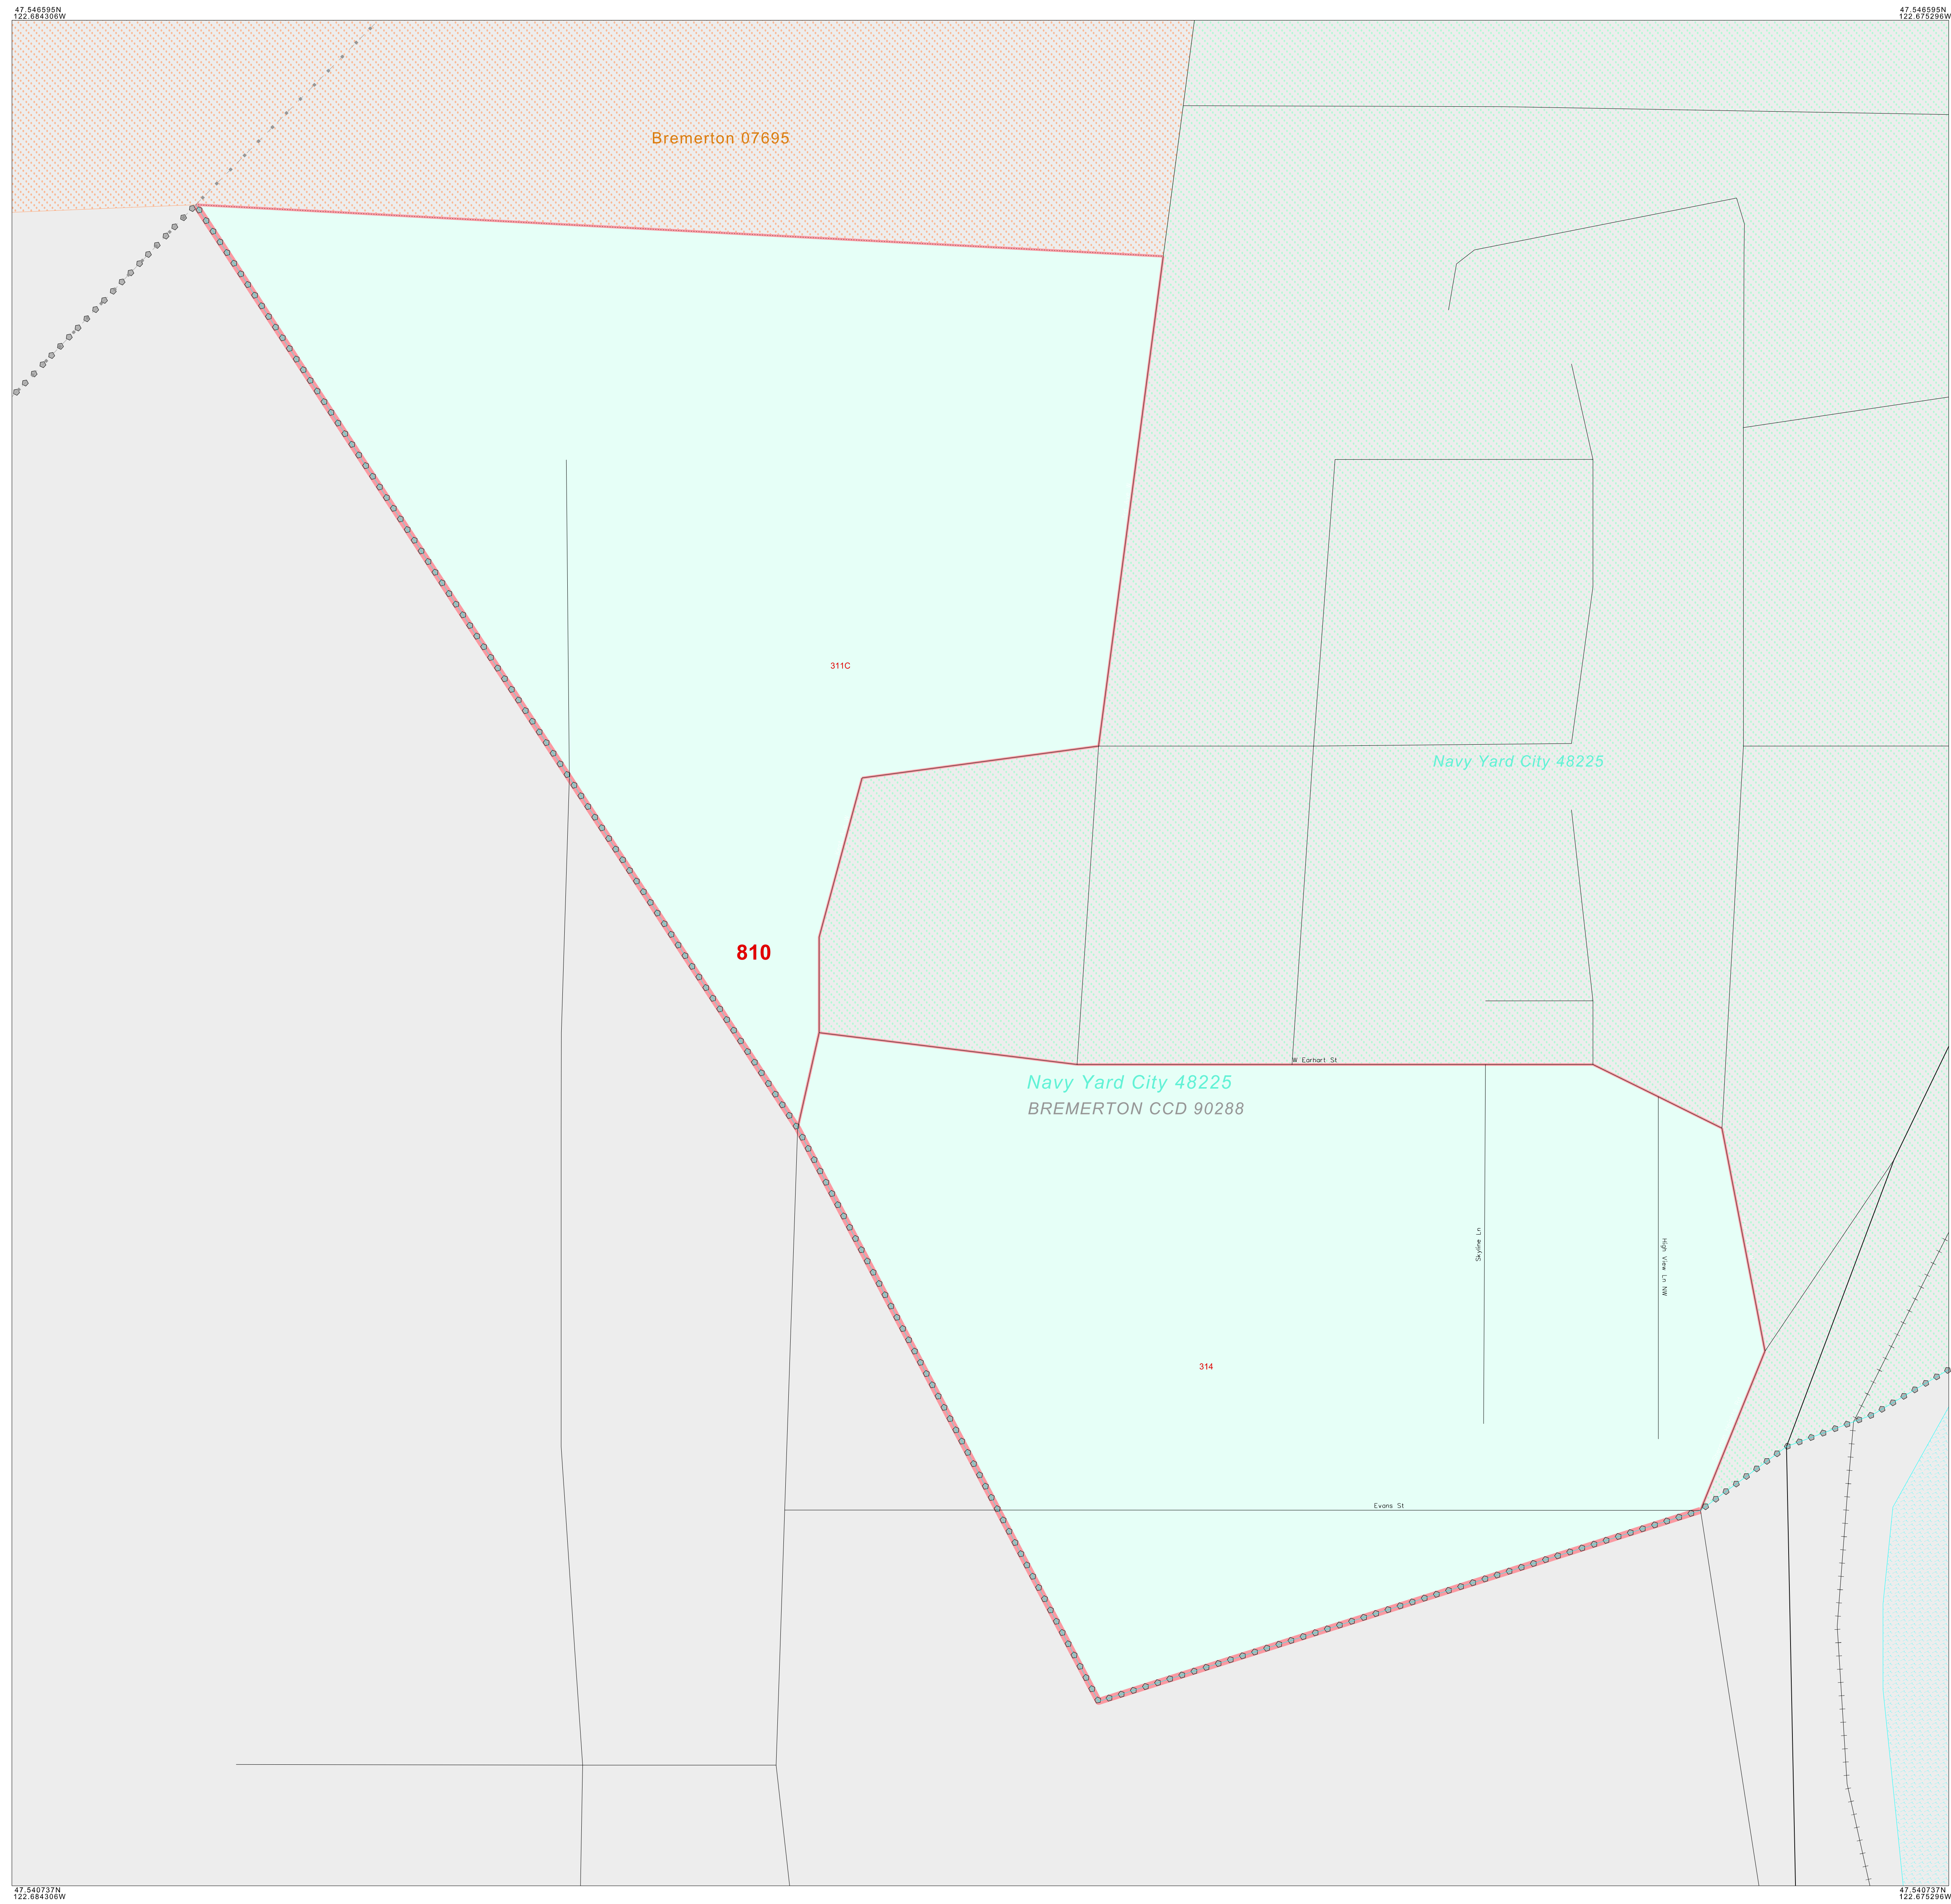 47.546595N
122.684306W
47.546595N
122.675296W
Bremerton 07695
311C
Navy Yard City 48225
810
W Earhart St
Navy Yard City 48225
BREMERTON CCD 90288
Skyline Ln
High View Ln NW
314
Evans St
47.540737N
122.684306W
47.540737N
122.675296W